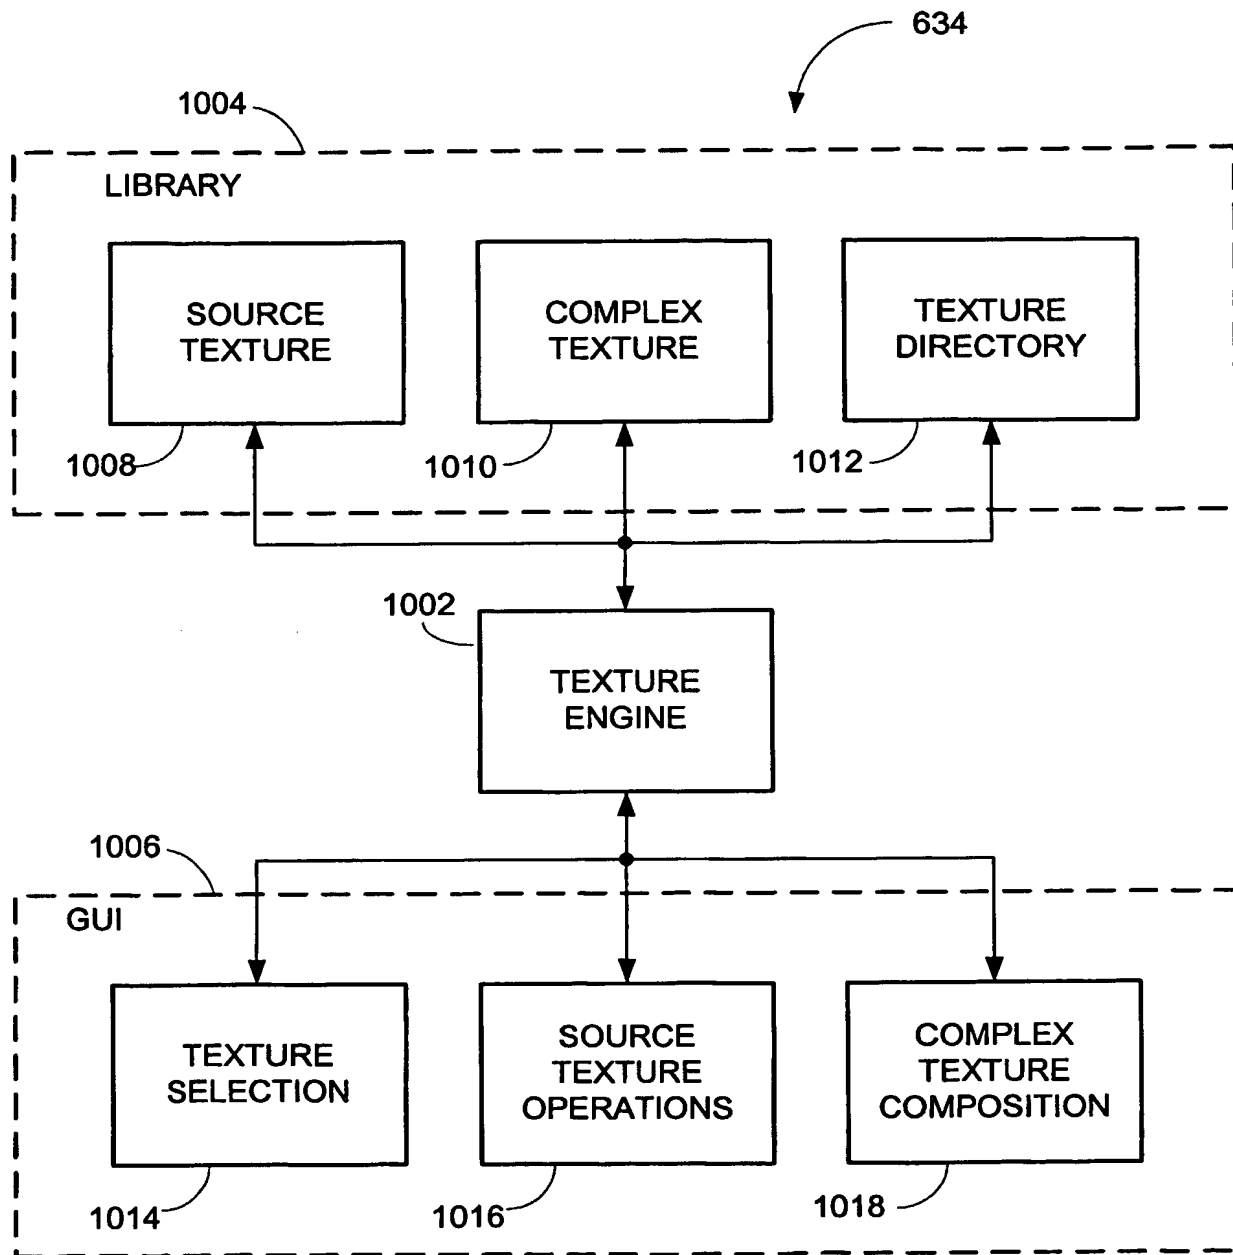 634
1004
LIBRARY
SOURCE
TEXTURE
COMPLEX
TEXTURE
TEXTURE
DIRECTORY
1008
1010
1012
1002
TEXTURE
ENGINE
1006
GUI
TEXTURE
SELECTION
SOURCE
TEXTURE
OPERATIONS
COMPLEX
TEXTURE
COMPOSITION
1014
1016
1018